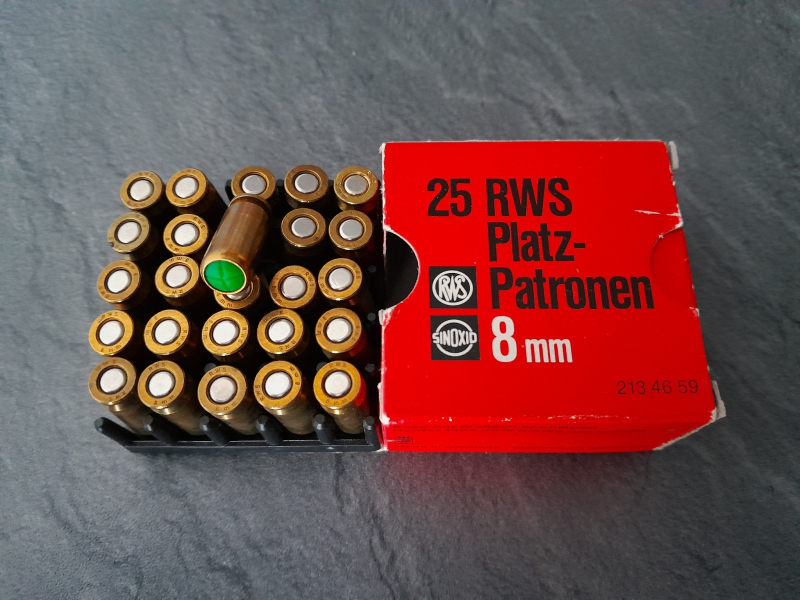 25 RWS
Platz-
Patronen
8 mm
RWS
SINOXID
213 46 59